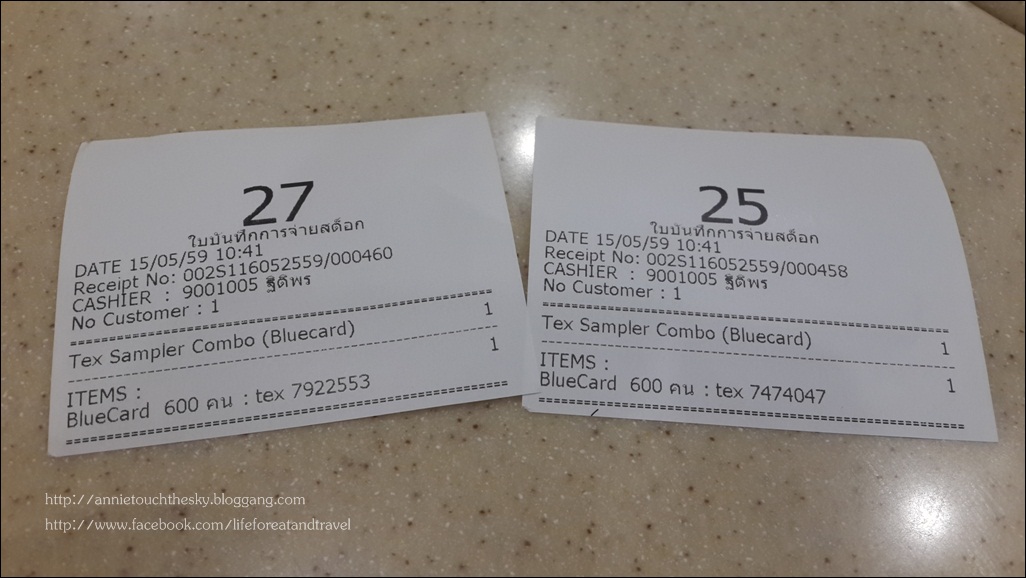 27
ใบบันทึกการจ่ายสต็อก
DATE 15/05/59 10:41
Receipt No: 002S116052559/000460
CASHIER : 9001005 ฐิติพร
No Customer : 1
Tex Sampler Combo (Bluecard) 1
ITEMS : 1
BlueCard 600 คน : tex 7922553
25
ใบบันทึกการจ่ายสต็อก
DATE 15/05/59 10:41
Receipt No: 002S116052559/000458
CASHIER : 9001005 ฐิติพร
No Customer : 1
Tex Sampler Combo (Bluecard) 1
ITEMS : 1
BlueCard 600 คน : tex 7474047
http://annietouchthesky.bloggang.com
http://www.facebook.com/lifeforeatandtravel